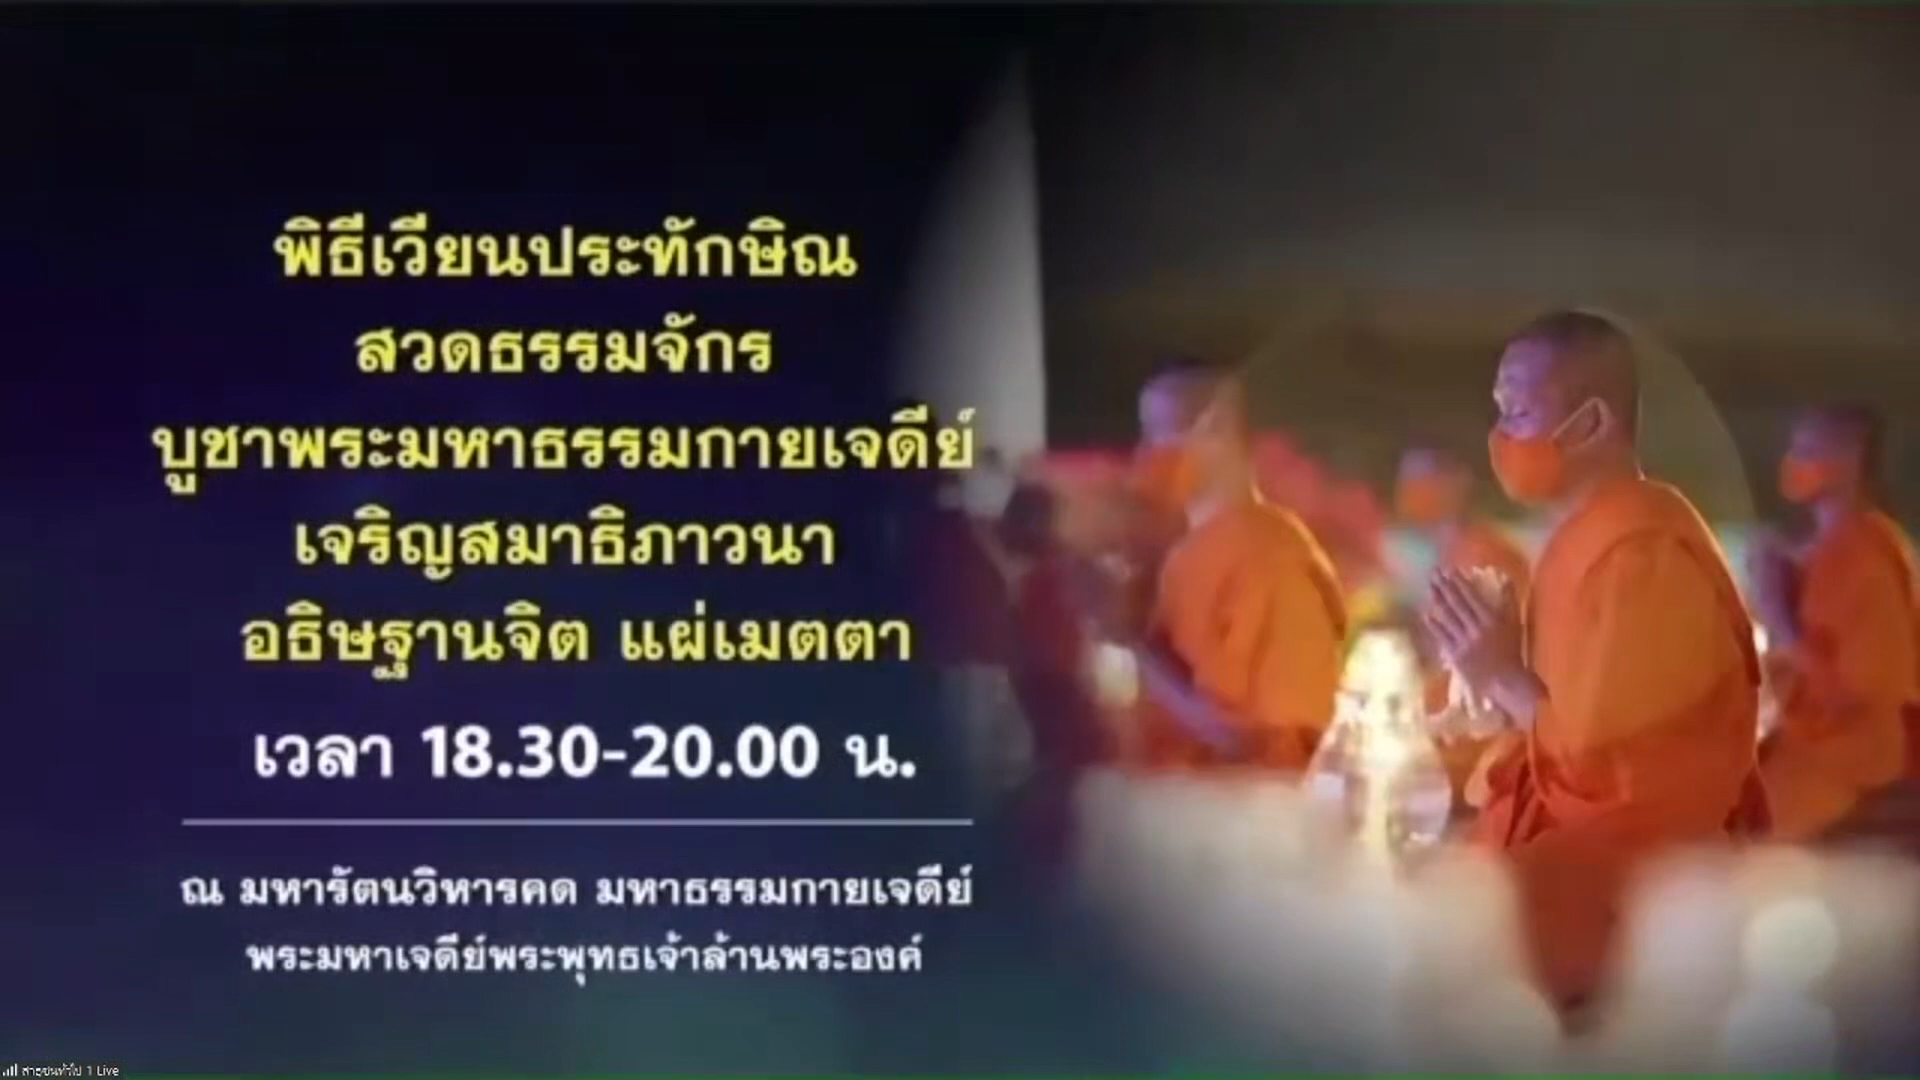 พิธีเวียนประทักษิณ
สวดธรรมจักร
บูชาพระมหาธรรมกายเจดีย์
เจริญสมาธิภาวนา
อธิษฐานจิต แผ่เมตตา
เวลา 18.30-20.00 น.
ณ มหารัตนวิหารคด มหาธรรมกายเจดีย์
พระมหาเจดีย์พระพุทธเจ้าล้านพระองค์
1 Live